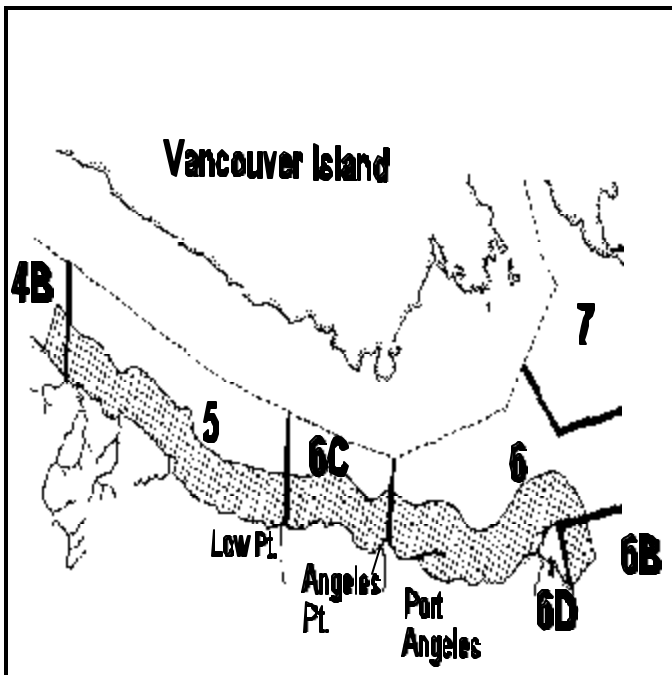 Vancouver Island
4B
7
5
6C
6
Low Pt.
6B
Angeles
Pt.
Port
Angeles
6D